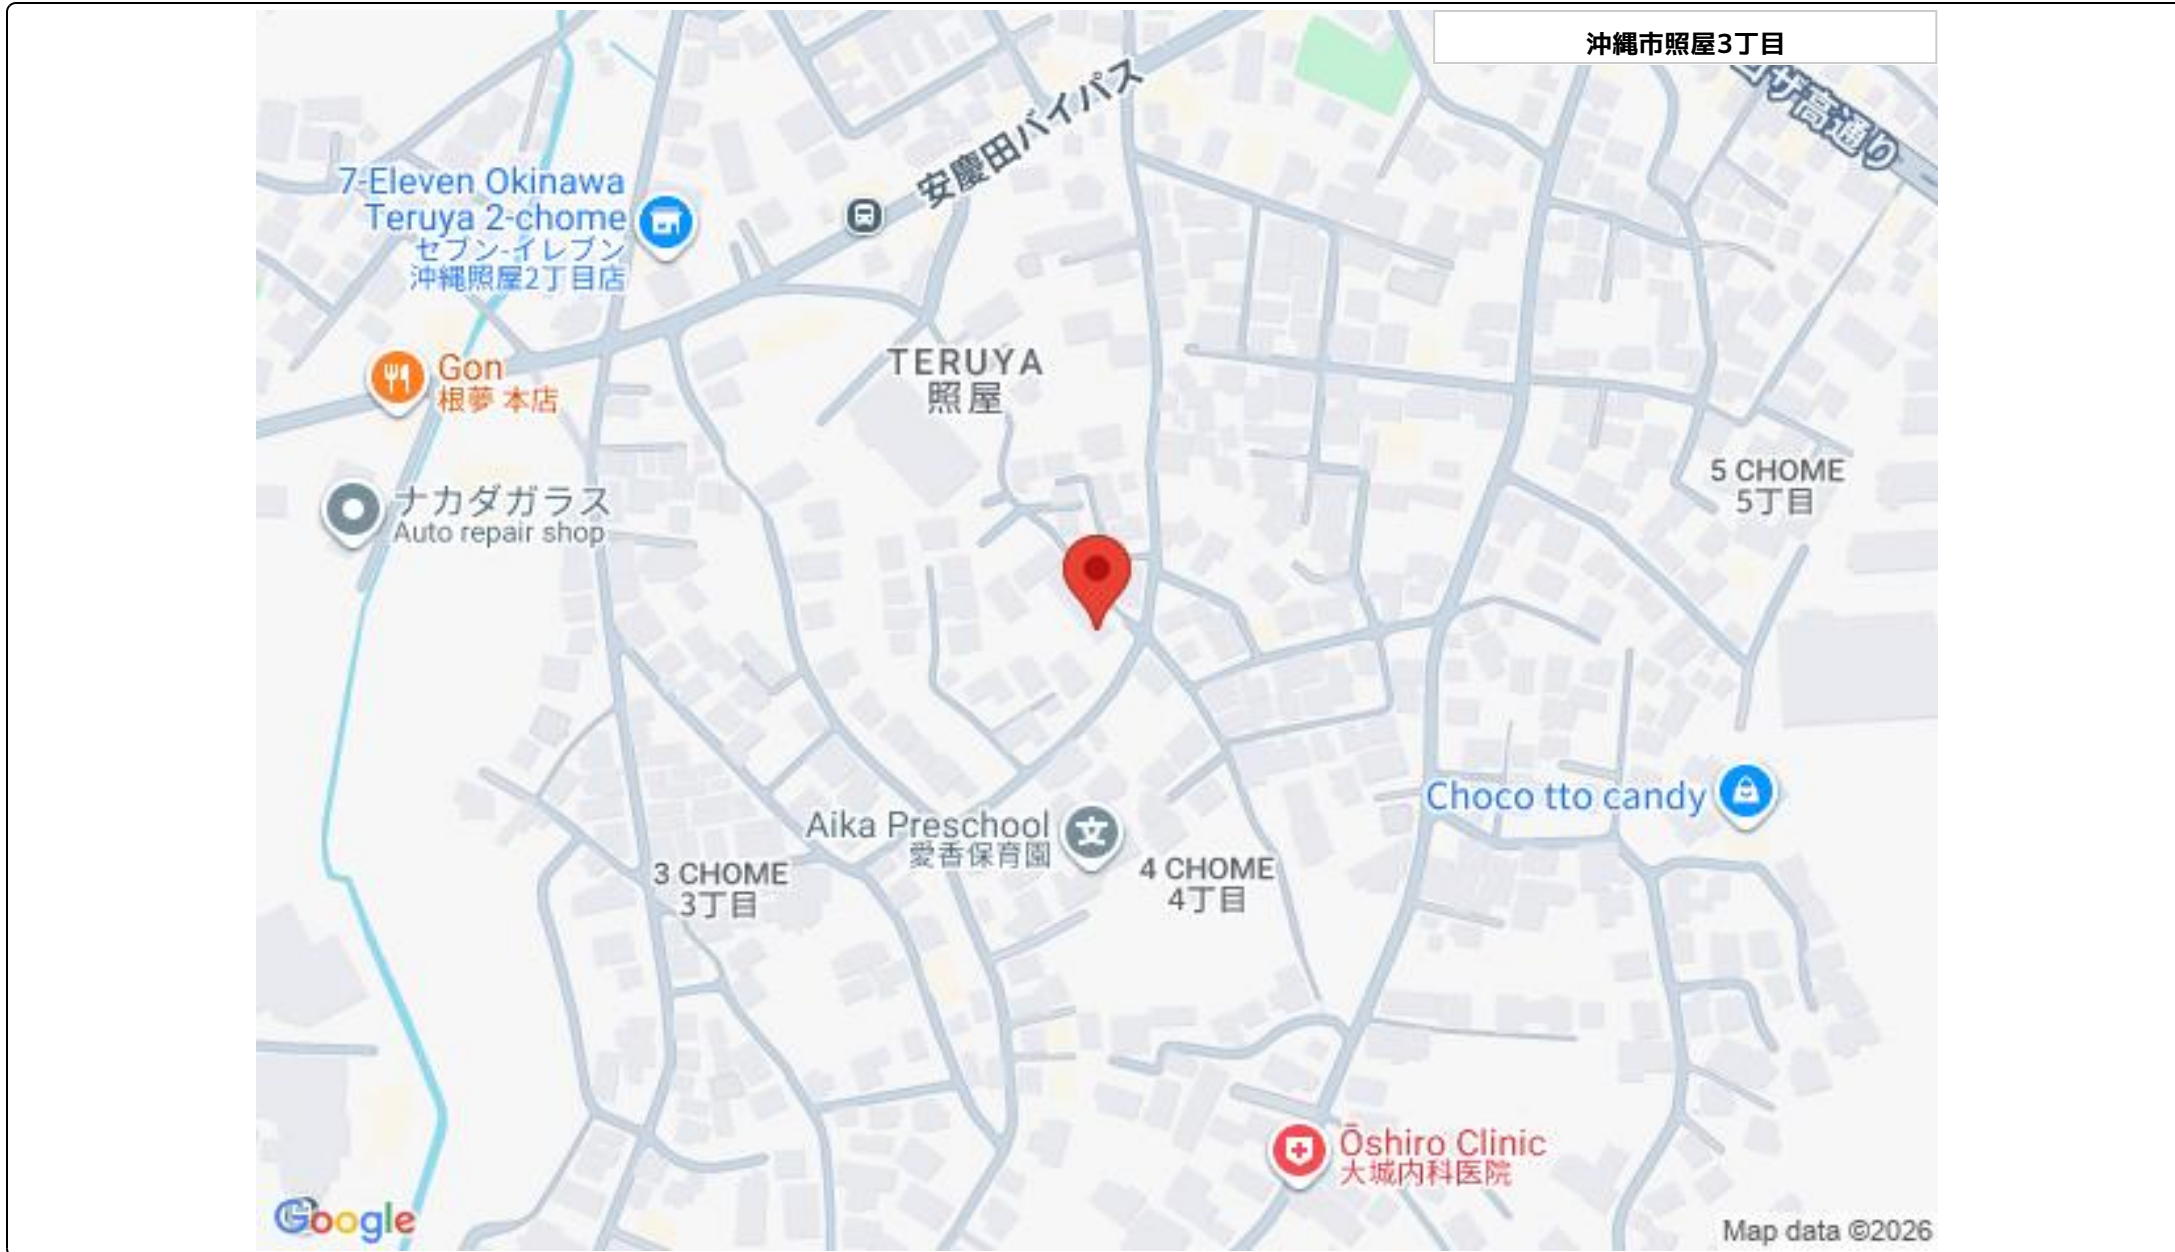 沖縄市照屋3丁目
コザ高通り
安慶田バイパス
7-Eleven Okinawa
Teruya 2-chome
セブン-イレブン
沖縄照屋2丁目店
TERUYA
照屋
Gon
根夢 本店
5 CHOME
5丁目
ナカダガラス
Auto repair shop
Choco tto candy
Aika Preschool
愛香保育園
3 CHOME
3丁目
4 CHOME
4丁目
Ōshiro Clinic
大城内科医院
Google
Map data ©2026